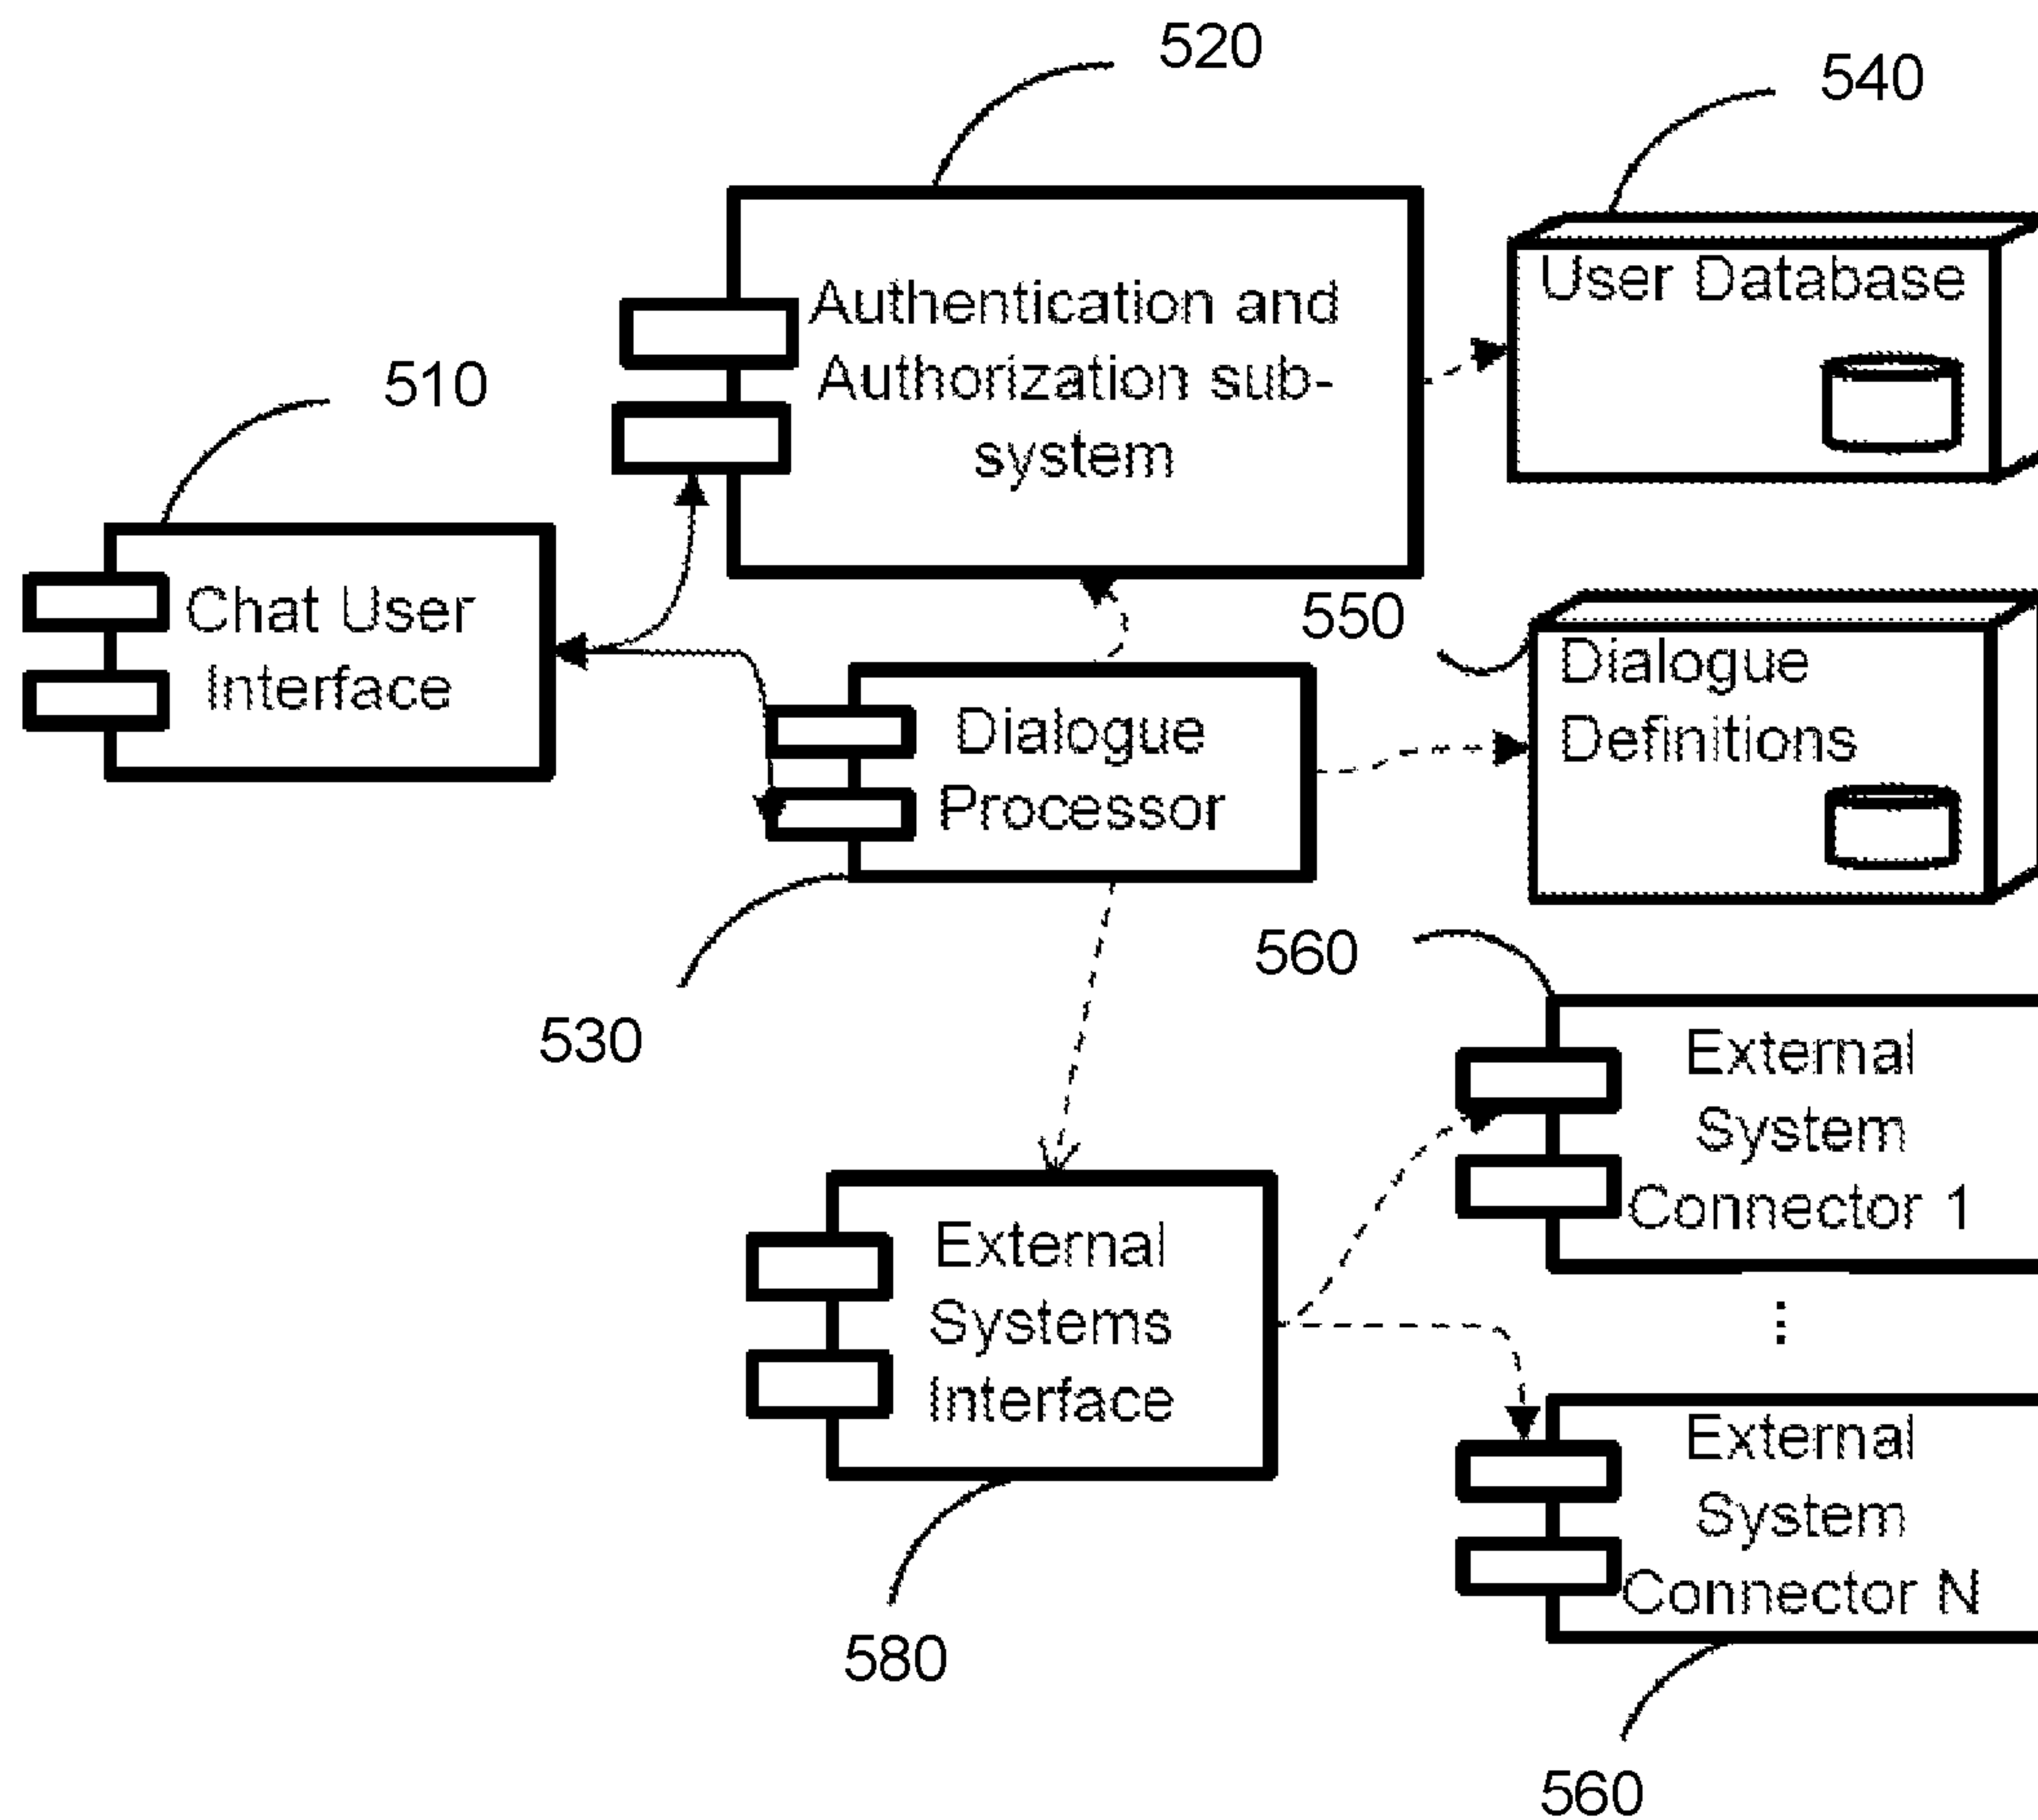 520
540
User Database
Authentication and
Authorization sub-
system
510
Chat User
Interface
550
Dialogue
Definitions
Dialogue
Processor
530
560
External
System
Connector 1
External
Systems
Interface
580
⋮
External
System
Connector N
560